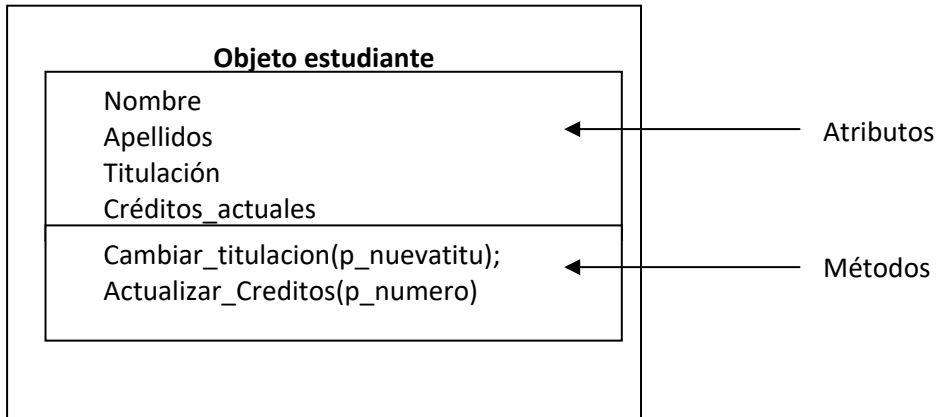 Objeto estudiante
Nombre
Apellidos
Titulación
Créditos_actuales
Atributos
Cambiar_titulacion(p_nuevatitu);
Actualizar_Creditos(p_numero)
Métodos